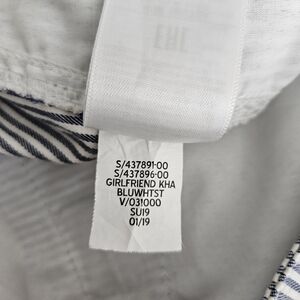 S/437891-00
S/437896-00
GIRLFRIEND KHA
BLUWHTST
V/031000
SU19
01/19